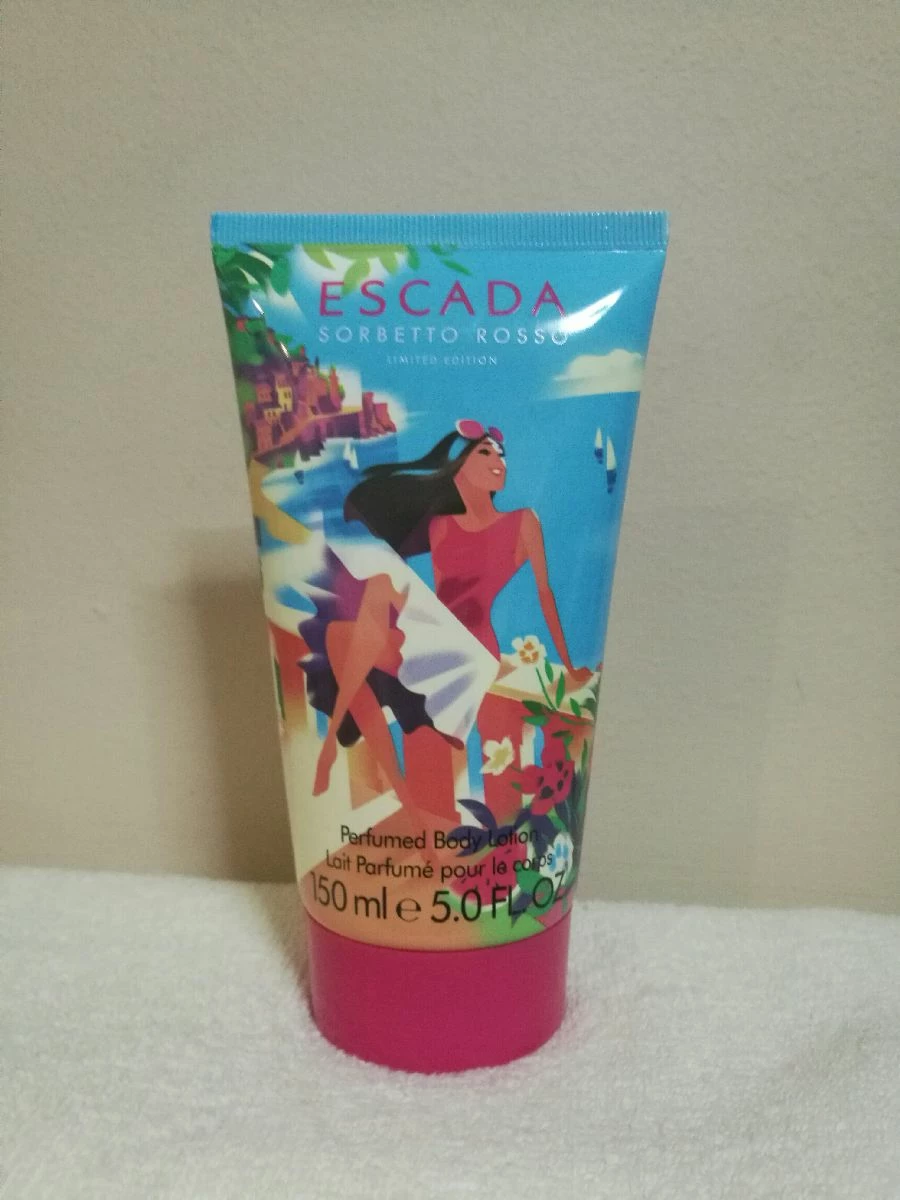 ESCADA
SORBETTO ROSSO
LIMITED EDITION
Perfumed Body Lotion
Lait Parfumé pour le corps
150 ml e 5.0 FL.OZ.